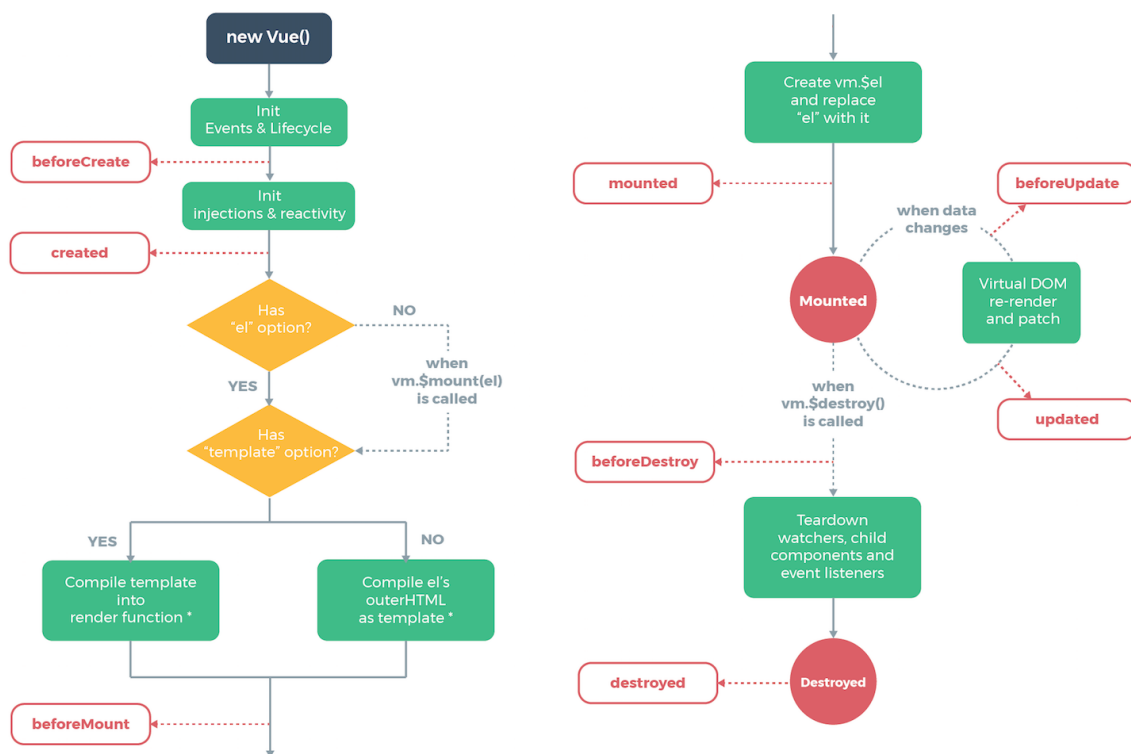 new Vue()
Init
Events & Lifecycle
beforeCreate
Init
injections & reactivity
created
Has
“el” option?
NO
when
vm.$mount(el)
is called
YES
Has
“template” option?
YES
NO
Compile template
into
render function *
Compile el’s
outerHTML
as template *
beforeMount
Create vm.$el
and replace
“el” with it
mounted
beforeUpdate
when data
changes
Mounted
Virtual DOM
re-render
and patch
when
vm.$destroy()
is called
updated
beforeDestroy
Teardown
watchers, child
components and
event listeners
destroyed
Destroyed